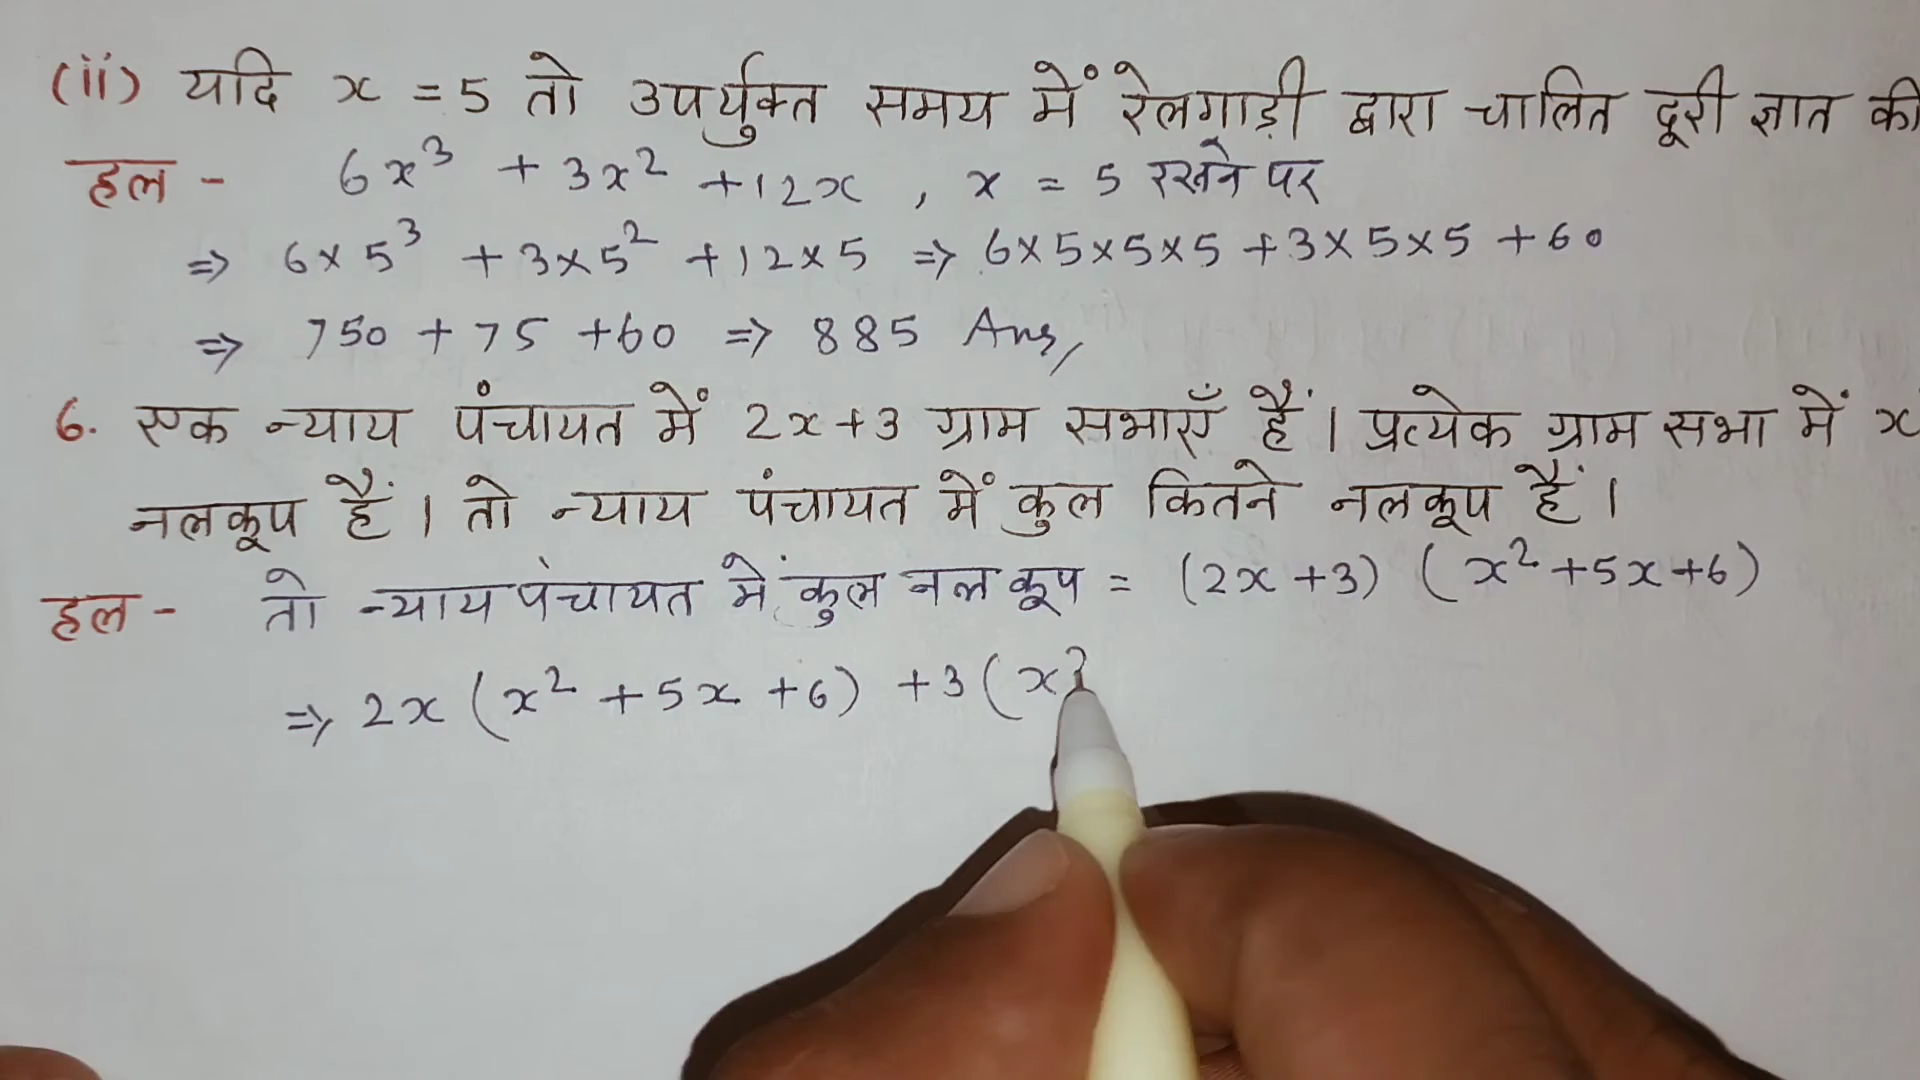 (ii) यदि x = 5 तो उपर्युक्त समय में रेलगाड़ी द्वारा चालित दूरी ज्ञात की
हल - 6x³ + 3x² + 12x , x = 5 रखने पर
⇒ 6 × 5³ + 3 × 5² + 12 × 5 ⇒ 6 × 5 × 5 × 5 + 3 × 5 × 5 + 60
⇒ 750 + 75 + 60 ⇒ 885 Ans,
6. एक न्याय पंचायत में 2x + 3 ग्राम सभाएँ हैं । प्रत्येक ग्राम सभा में x
नलकूप हैं । तो न्याय पंचायत में कुल कितने नलकूप हैं ।
हल - तो न्याय पंचायत में कुल नलकूप = (2x + 3) (x² + 5x + 6)
⇒ 2x (x² + 5x + 6) + 3 (x²